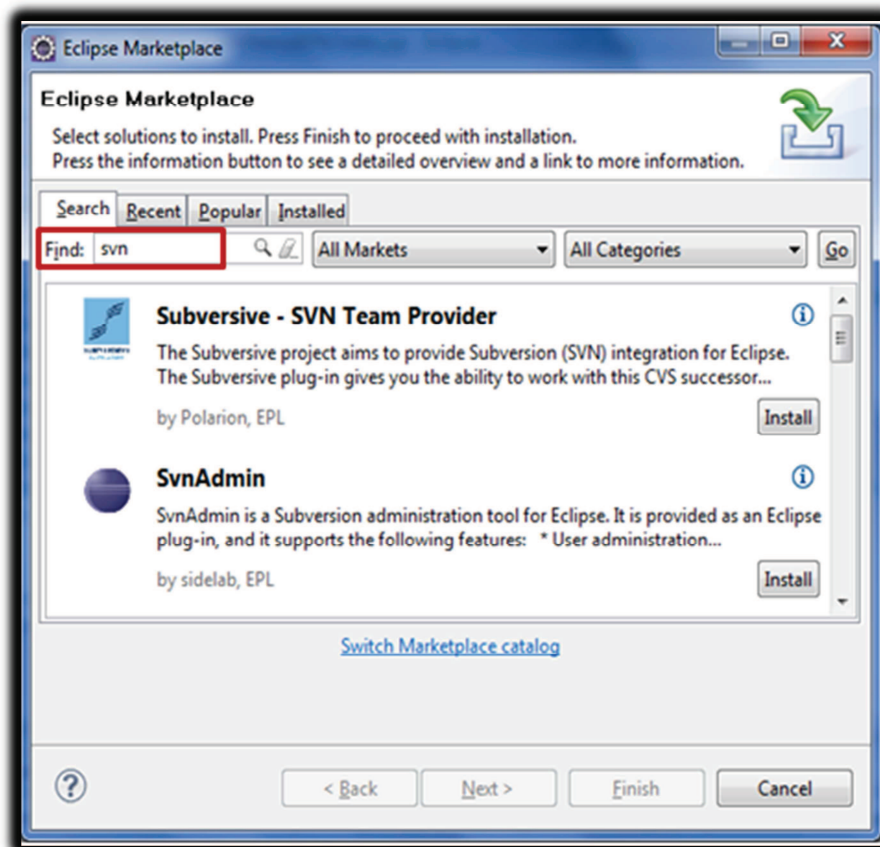 Eclipse Marketplace
Eclipse Marketplace
Select solutions to install. Press Finish to proceed with installation.
Press the information button to see a detailed overview and a link to more information.
Search Recent Popular Installed
Find: svn All Markets All Categories Go
Subversive - SVN Team Provider
The Subversive project aims to provide Subversion (SVN) integration for Eclipse.
The Subversive plug-in gives you the ability to work with this CVS successor...
by Polarion, EPL Install
SvnAdmin
SvnAdmin is a Subversion administration tool for Eclipse. It is provided as an Eclipse
plug-in, and it supports the following features: * User administration...
by sidelab, EPL Install
Switch Marketplace catalog
? < Back Next > Finish Cancel